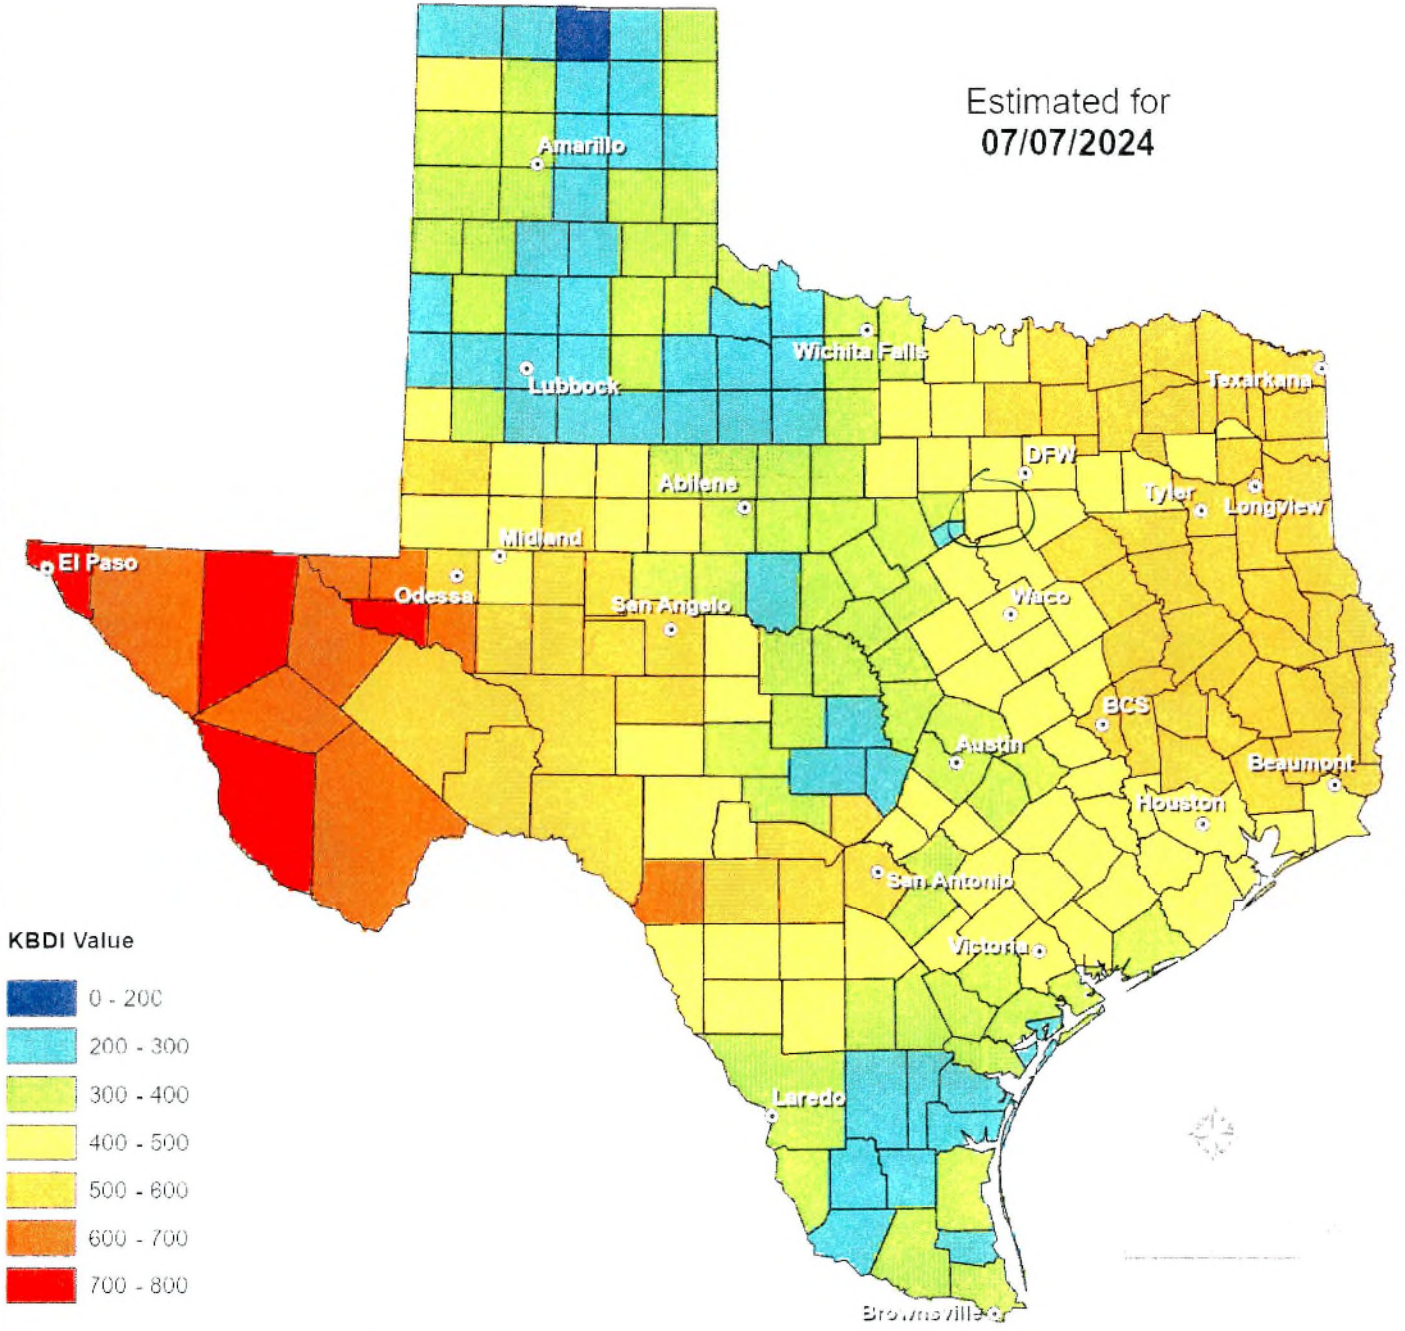 Estimated for
07/07/2024
Amarillo
Wichita Falls
Lubbock
Texarkana
DFW
Abilene
Tyler
Longview
Midland
El Paso
Odessa
San Angelo
Waco
BCS
Austin
Beaumont
Houston
San Antonio
Victoria
KBDI Value
0 - 200
200 - 300
300 - 400
400 - 500
500 - 600
600 - 700
700 - 800
Laredo
Brownsville